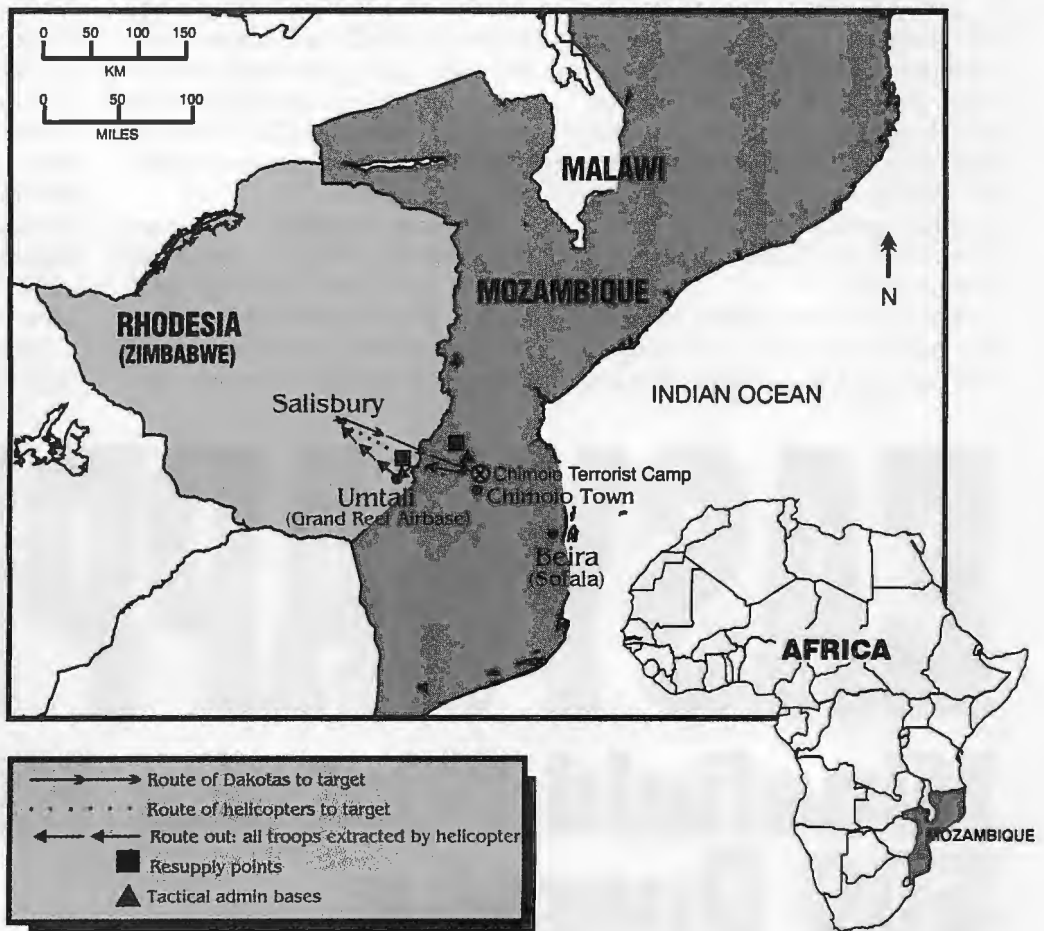 0 50 100 150
KM
0 50 100
MILES
MALAWI
MOZAMBIQUE
N
RHODESIA
(ZIMBABWE)
INDIAN OCEAN
Salisbury
Chimoio Terrorist Camp
Chimoio Town
Umtali
(Grand Reef Airbase)
Beira
(Sofala)
AFRICA
MOZAMBIQUE
Route of Dakotas to target
Route of helicopters to target
Route out: all troops extracted by helicopter
Resupply points
Tactical admin bases